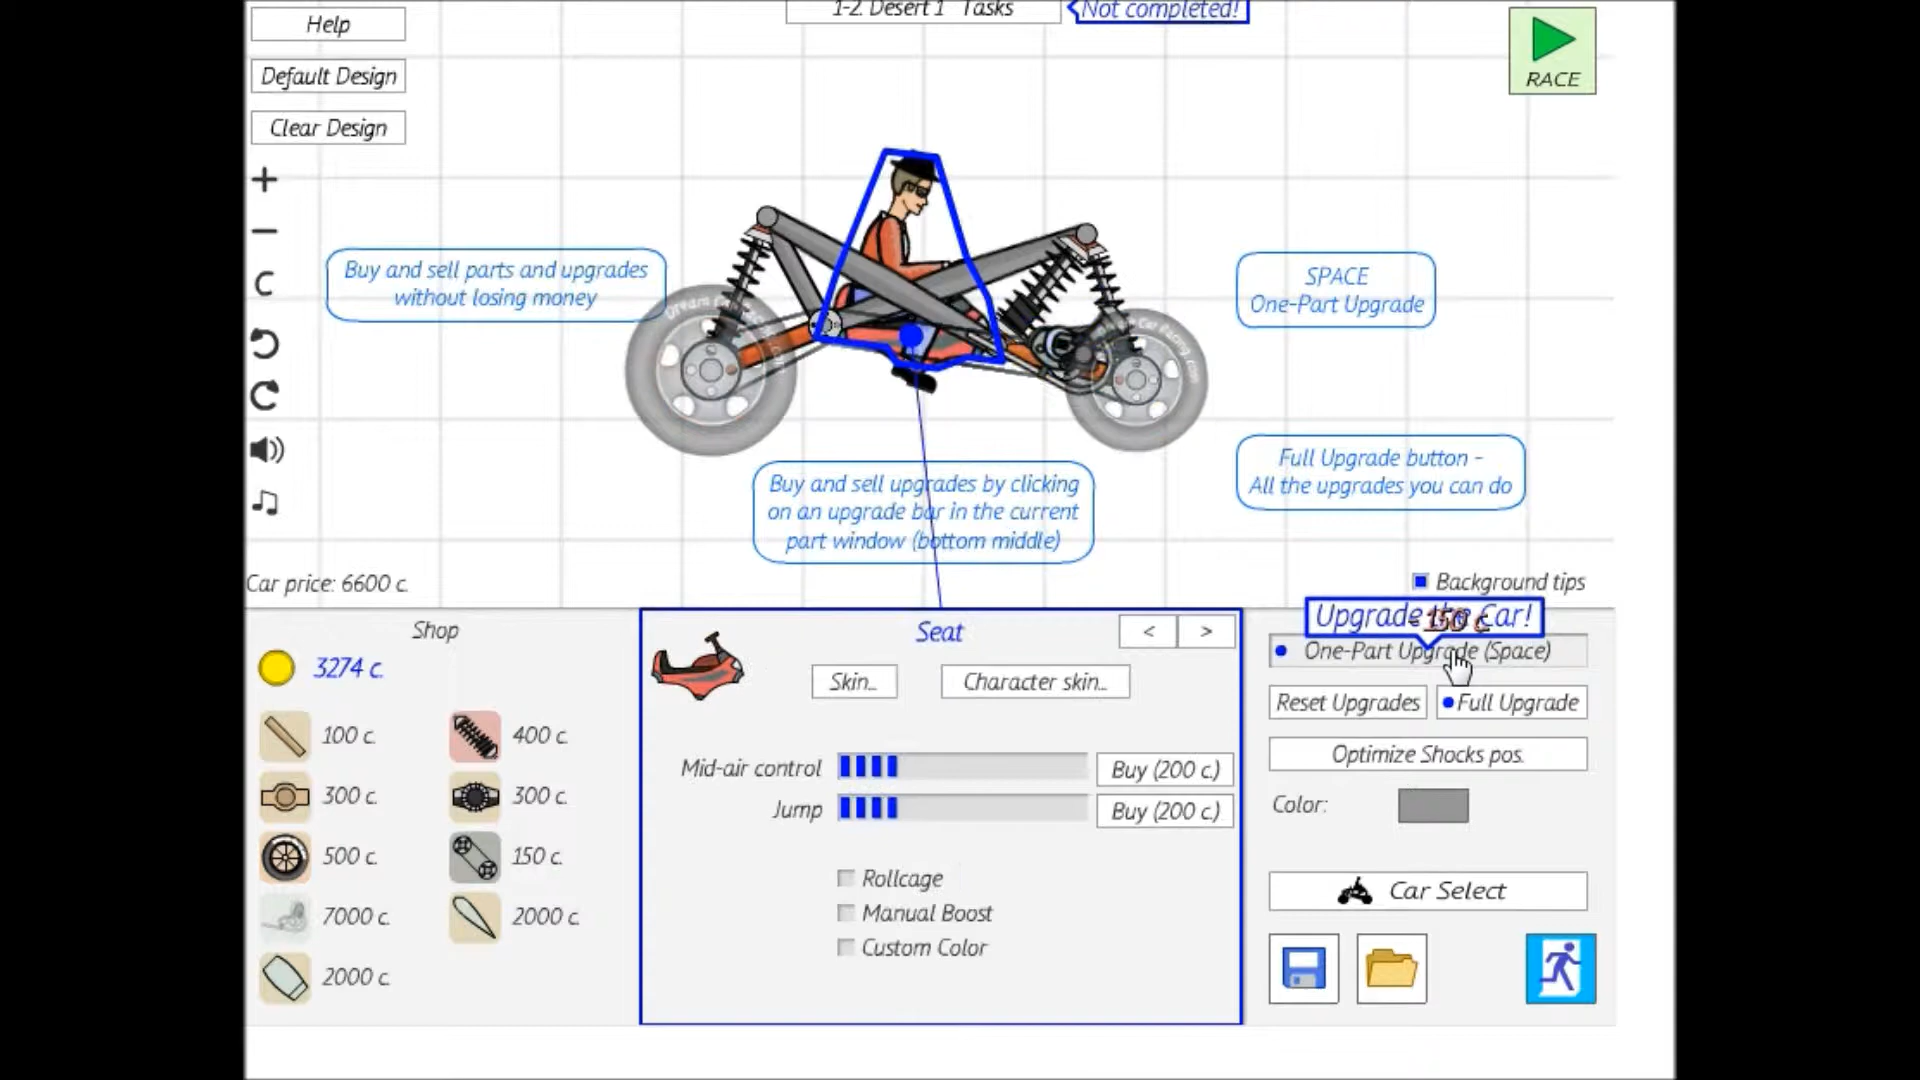 Help
Default Design
Clear Design
1-2. Desert 1 Tasks
Not completed!
RACE
C
Buy and sell parts and upgrades
without losing money
SPACE
One-Part Upgrade
Buy and sell upgrades by clicking
on an upgrade bar in the current
part window (bottom middle)
Full Upgrade button -
All the upgrades you can do
Car price: 6600 c.
Background tips
Shop
3274 c.
100 c.
400 c.
300 c.
300 c.
500 c.
150 c.
7000 c.
2000 c.
2000 c.
Seat
<
>
Skin...
Character skin...
Mid-air control
Buy (200 c.)
Jump
Buy (200 c.)
Rollcage
Manual Boost
Custom Color
Upgrade the Car!
One-Part Upgrade (Space)
Reset Upgrades
Full Upgrade
Optimize Shocks pos.
Color:
Car Select